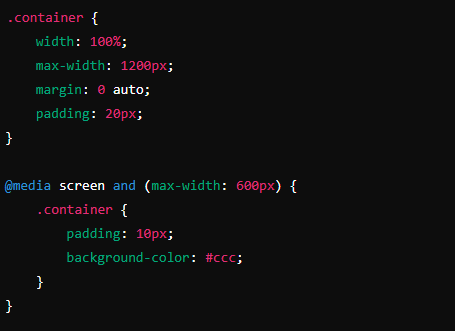 .container {
    width: 100%;
    max-width: 1200px;
    margin: 0 auto;
    padding: 20px;
}

@media screen and (max-width: 600px) {
    .container {
        padding: 10px;
        background-color: #ccc;
    }
}